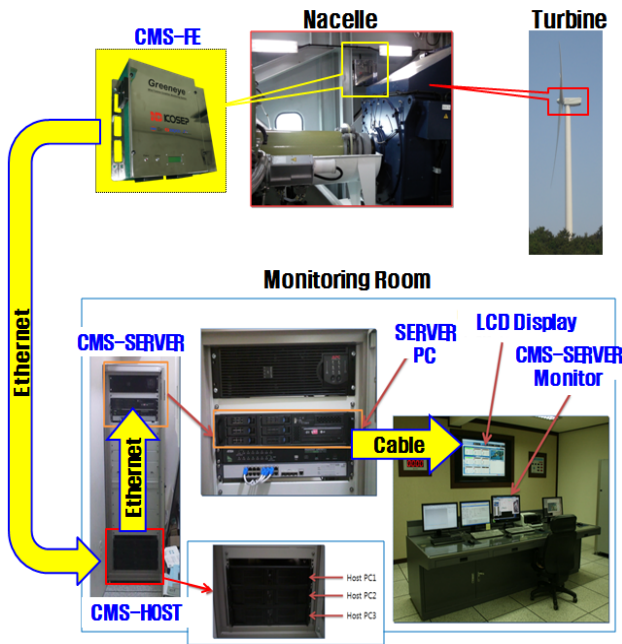 CMS-FE
Nacelle
Turbine
Greeneye
ICOSEP
Ethernet
Monitoring Room
CMS-SERVER
SERVER
PC
LCD Display
CMS-SERVER
Monitor
Ethernet
Cable
CMS-HOST
Host PC1
Host PC2
Host PC3